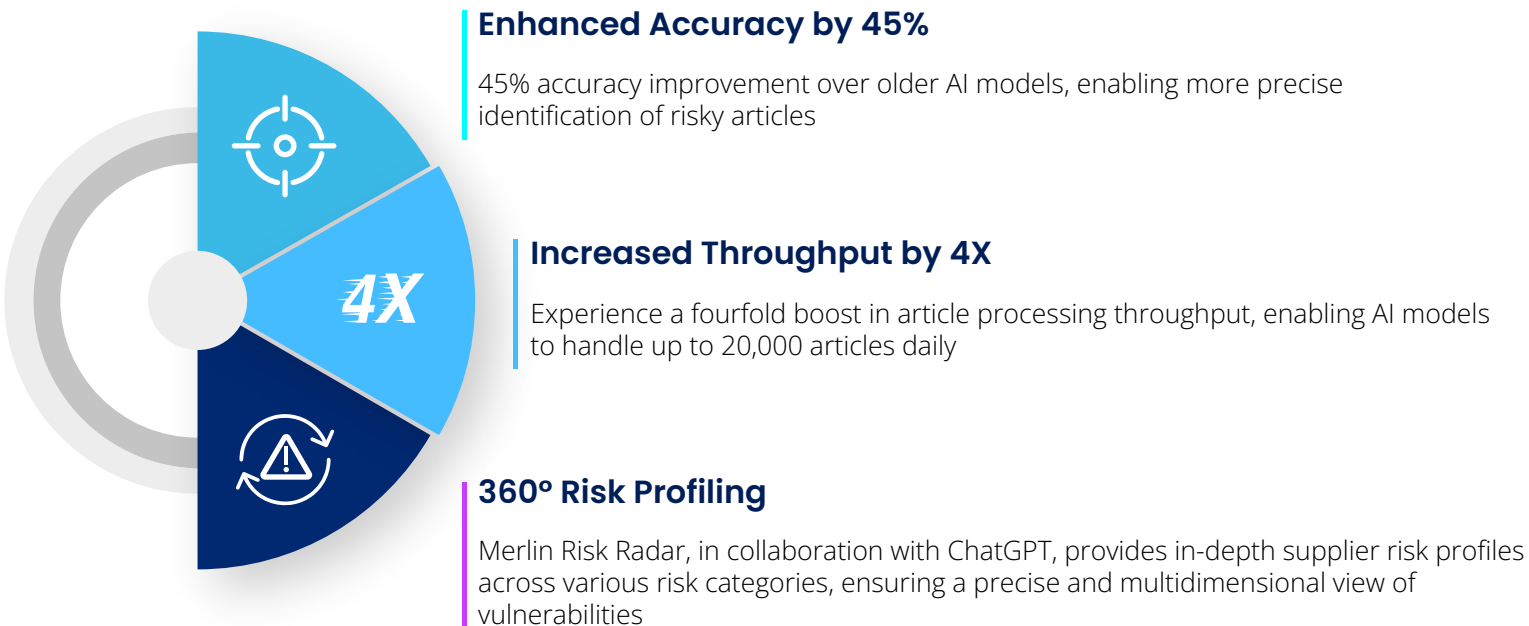 Enhanced Accuracy by 45%
45% accuracy improvement over older AI models, enabling more precise
identification of risky articles
Increased Throughput by 4X
4X
Experience a fourfold boost in article processing throughput, enabling AI models
to handle up to 20,000 articles daily
360° Risk Profiling
Merlin Risk Radar, in collaboration with ChatGPT, provides in-depth supplier risk profiles
across various risk categories, ensuring a precise and multidimensional view of
vulnerabilities